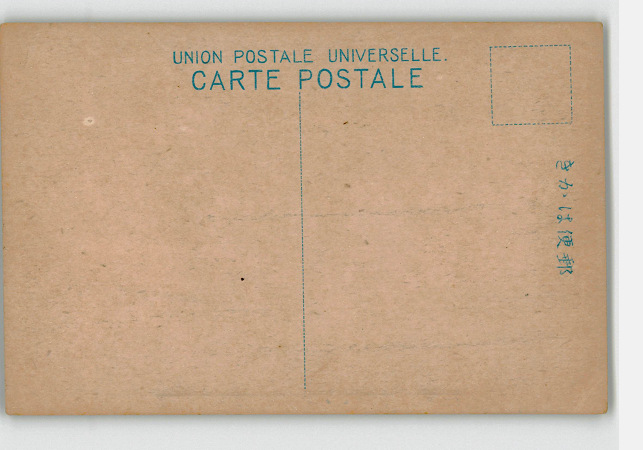 UNION POSTALE UNIVERSELLE.
CARTE POSTALE
郵便はかき